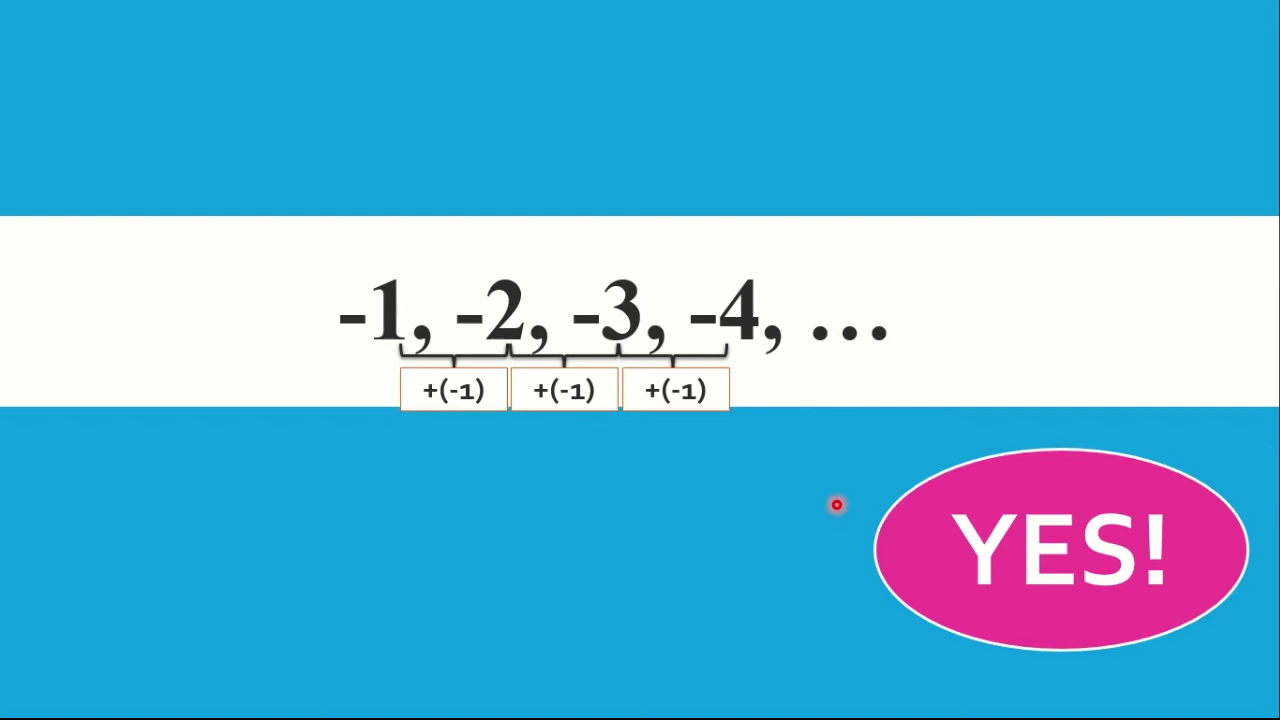 -1, -2, -3, -4, ...
+(-1) +(-1) +(-1)
YES!